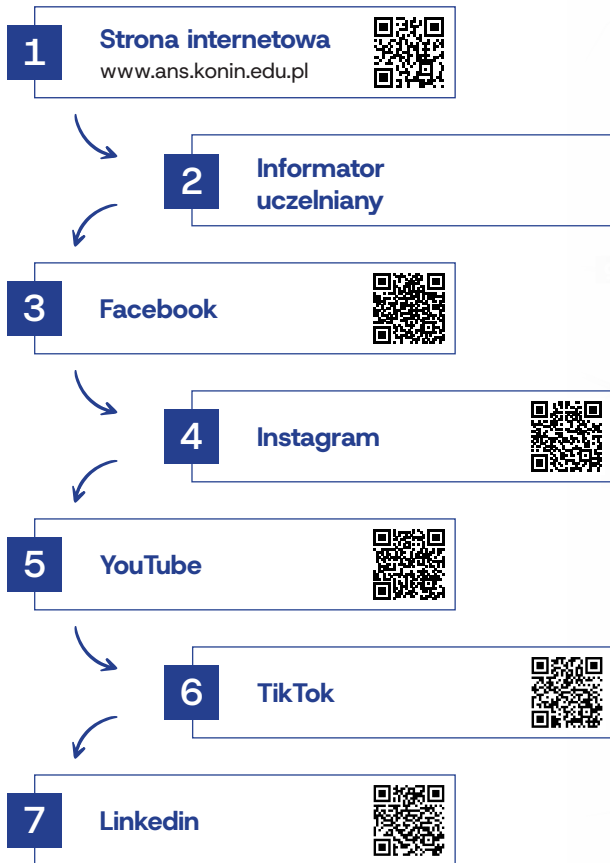 1
Strona internetowa
www.ans.konin.edu.pl
2
Informator
uczelniany
3
Facebook
4
Instagram
5
YouTube
6
TikTok
7
Linkedin